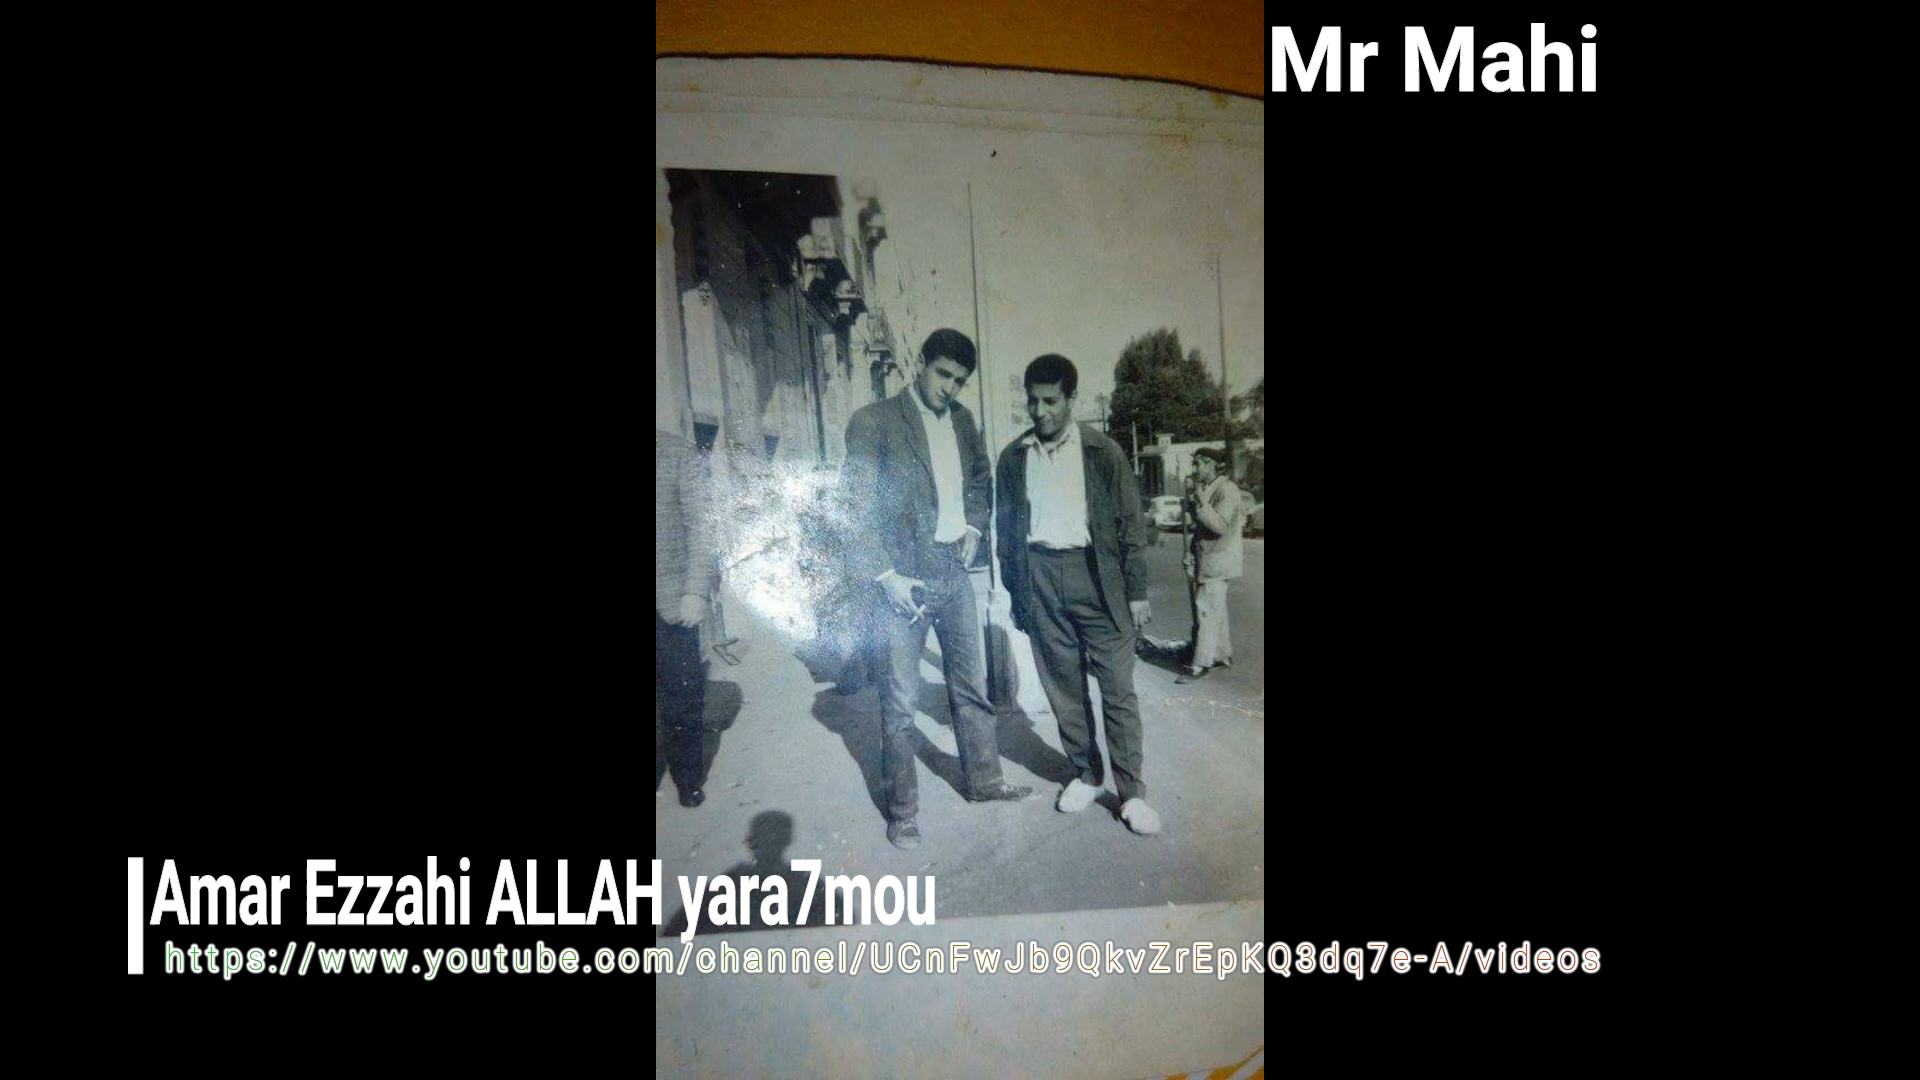 Mr Mahi
Amar Ezzahi ALLAH yara7mou
https://www.youtube.com/channel/UCnFwJb9QkvZrEpKQ3dq7e-A/videos